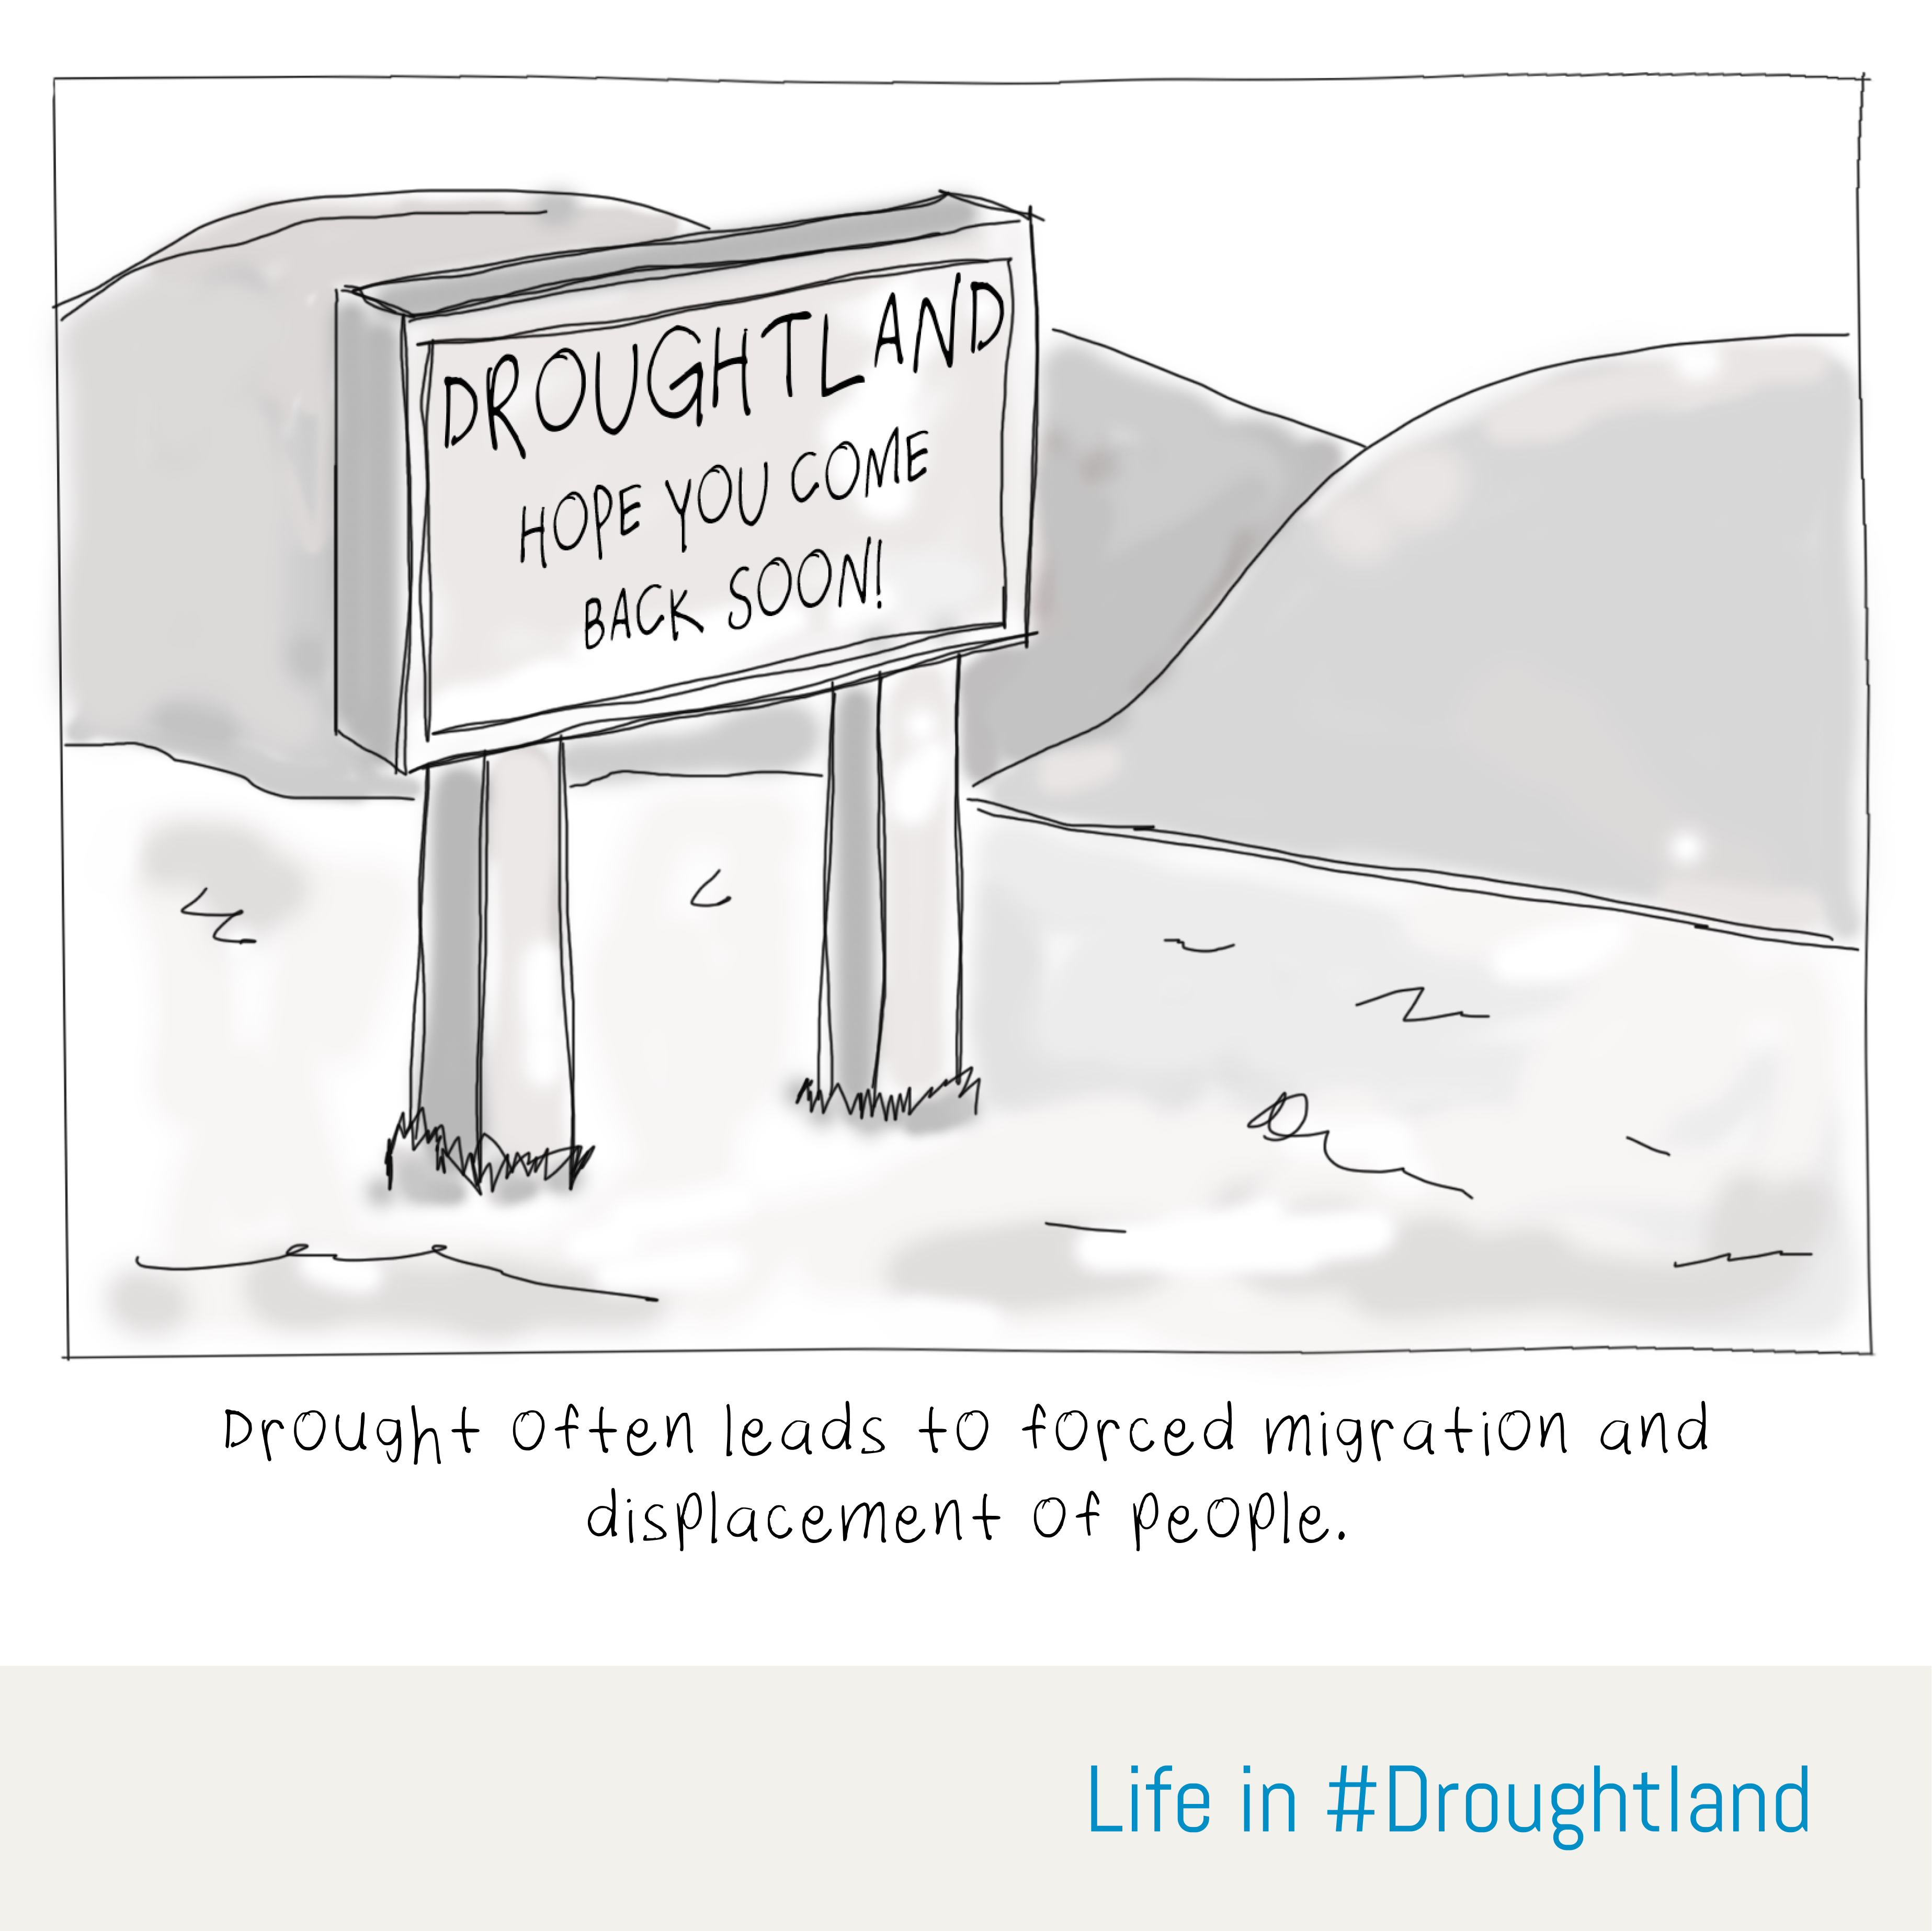 DROUGHTLAND
HOPE YOU COME
BACK SOON!
Drought often leads to forced migration and
displacement of people.
Life in #Droughtland